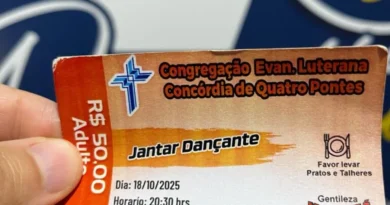 Congregação Evan. Luterana
Concórdia de Quatro Pontes
R$ 50,00
Adulto
Jantar Dançante
Favor levar
Pratos e Talheres
Dia: 18/10/2025
Horario: 20:30 hrs
Gentileza